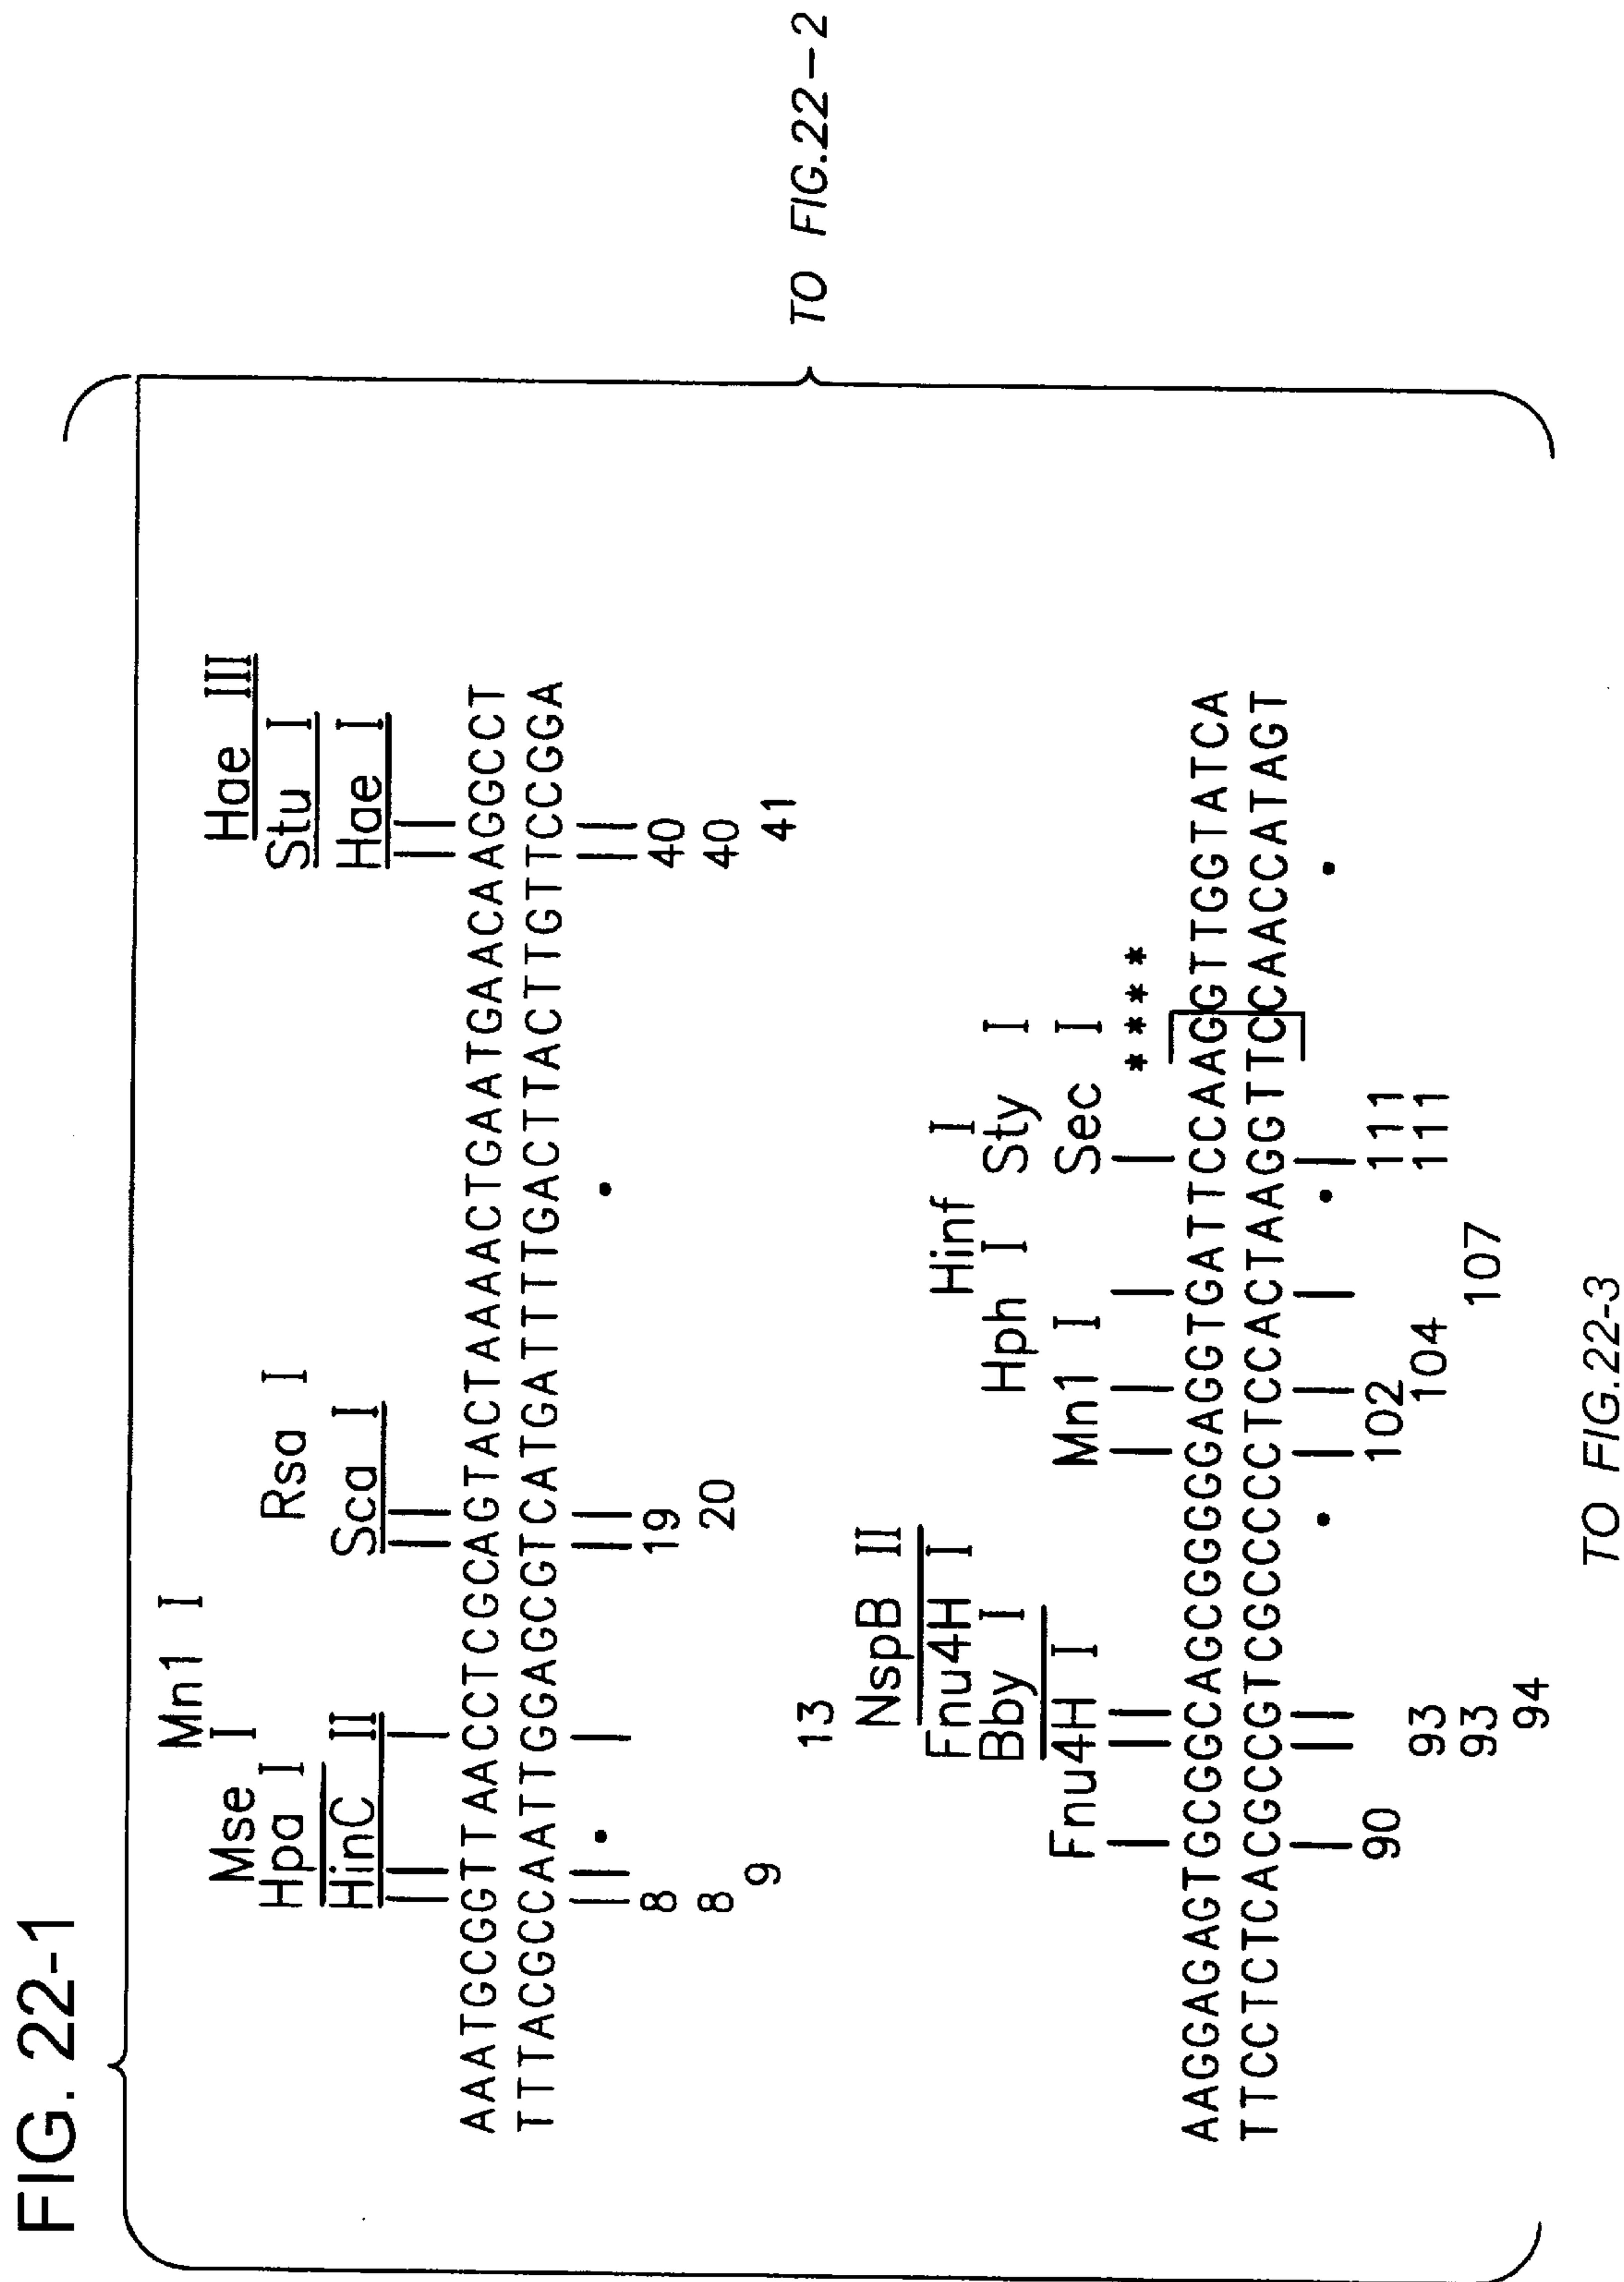 FIG. 22-1
Mn1 I
Mse I
Hae III
Hpa I
Rsa I
Stu I
HinC II
Sca I
Hae I
AAATGCGGTTAACCTCGCAGTACTAAAACTGAATGAACAAGGCCT
TTTACGCCAATTGGAGCGTCATGATTTTGACTTACTTGTTCCGGA
8 19 40
8 20 40
9 41
13
TO FIG.22-2
NspB II
Fnu4H I Hinf I
Bby I Hph I Sty I
Fnu4H I Mn1 I Sec I
* * * *
AAGGAGAGTGCGGCAGCGGGGGAGGTGATTCCAAGGTTGGTATCA
TTCCTCTCACGCCGTCGCCCCCTCCACTAAGGTTCCAACCATAGT
90 102 111
93 104 111
93 107
94
TO FIG.22-3